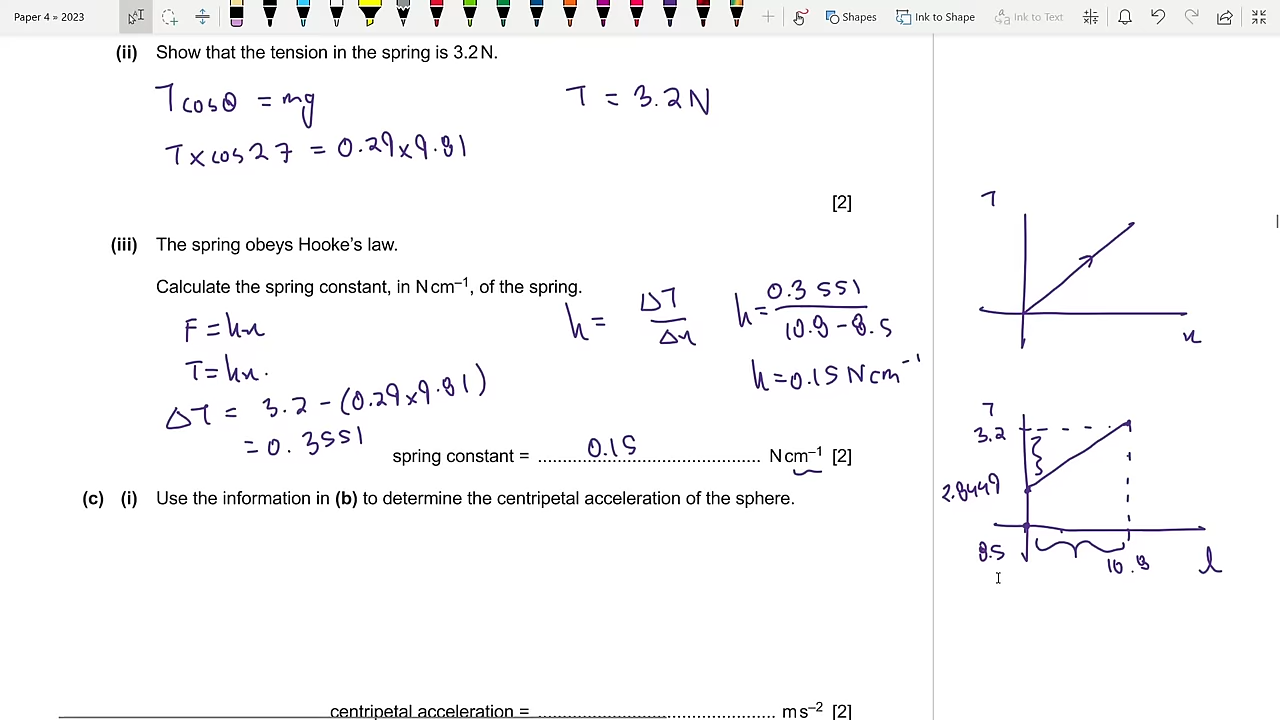 Paper 4 » 2023
Shapes
Ink to Shape
Ink to Text
(ii) Show that the tension in the spring is 3.2 N.
T cosθ = mg
T = 3.2 N
T x cos 27 = 0.29 x 9.81
[2]
(iii) The spring obeys Hooke's law.
Calculate the spring constant, in N cm⁻¹, of the spring.
F = kx
T = kx.
ΔT = 3.2 - (0.29 x 9.81)
= 0.3551
k = ΔT / Δx
k = 0.3551 / 10.8 - 8.5
k = 0.15 N cm⁻¹
spring constant = 0.15 N cm⁻¹ [2]
(c) (i) Use the information in (b) to determine the centripetal acceleration of the sphere.
centripetal acceleration = ........ m s⁻² [2]
T
x
T
3.2
2.8449
8.5
10.8
l